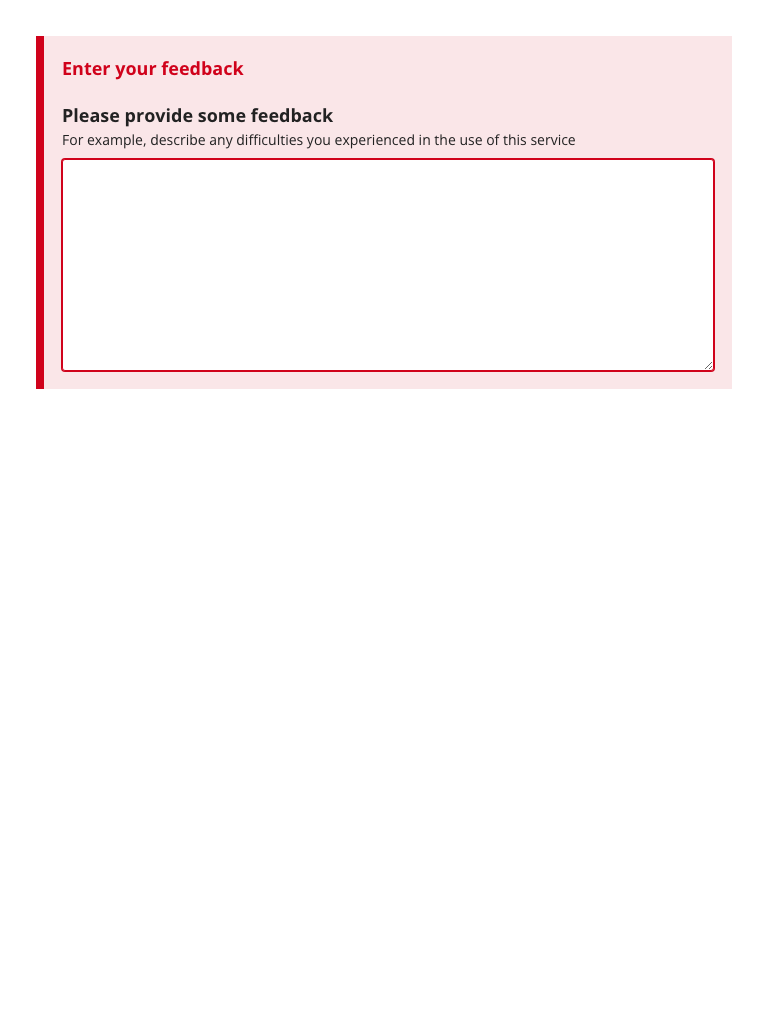 Enter your feedback
Please provide some feedback
For example, describe any difficulties you experienced in the use of this service